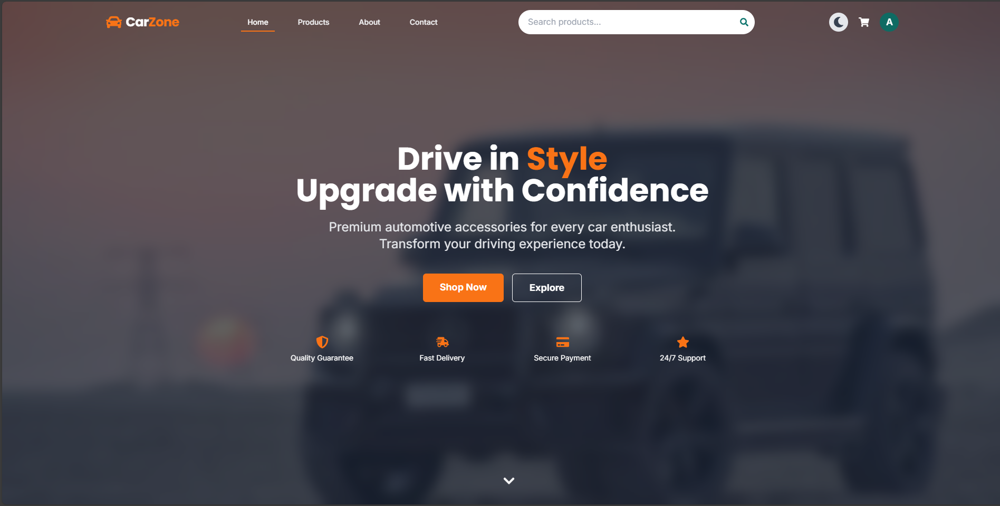 CarZone
Home
Products
About
Contact
Search products...
A
Drive in Style
Upgrade with Confidence
Premium automotive accessories for every car enthusiast.
Transform your driving experience today.
Shop Now
Explore
Quality Guarantee
Fast Delivery
Secure Payment
24/7 Support